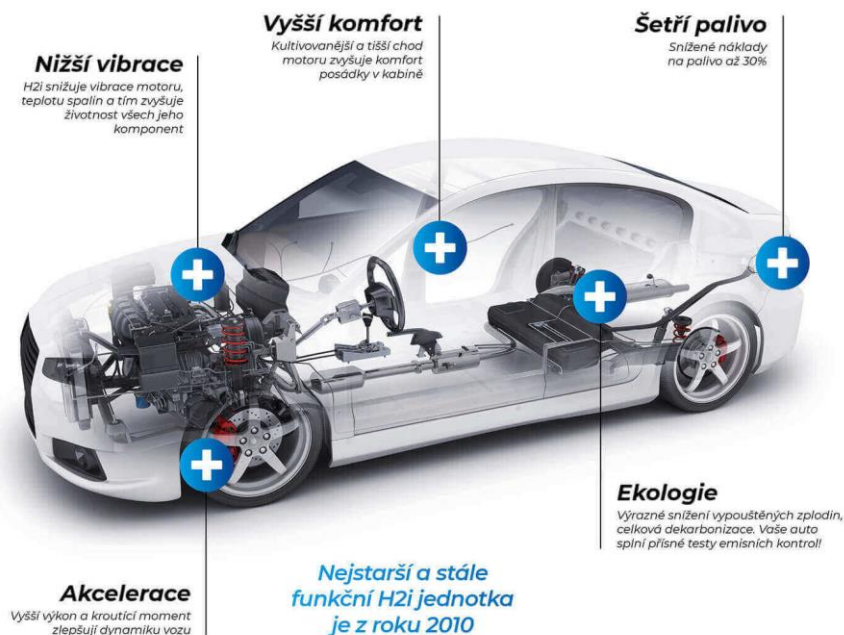 Vyšší komfort
Kultivovanější a tišší chod
motoru zvyšuje komfort
posádky v kabině
Šetří palivo
Snížené náklady
na palivo až 30%
Nižší vibrace
H2i snižuje vibrace motoru,
teplotu spalin a tím zvyšuje
životnost všech jeho
komponent
Ekologie
Výrazné snížení vypouštěných zplodin,
celková dekarbonizace. Vaše auto
splní přísné testy emisních kontrol!
Akcelerace
Vyšší výkon a kroutící moment
zlepšují dynamiku vozu
Nejstarší a stále
funkční H2i jednotka
je z roku 2010